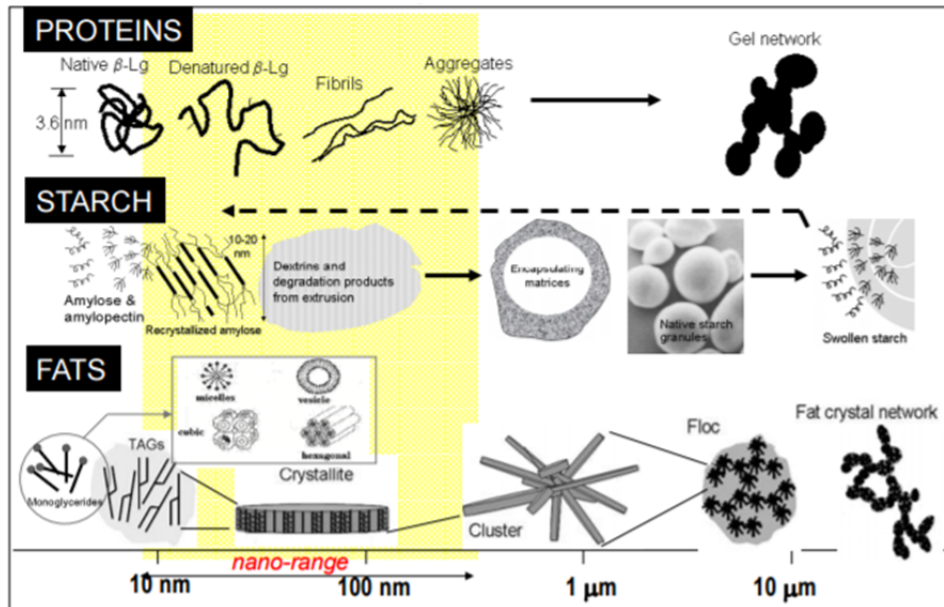 PROTEINS
Native β-Lg
Denatured β-Lg
Fibrils
Aggregates
Gel network
3.6 nm
STARCH
10-20
nm
Amylose &
amylopectin
Recrystallized amylose
Dextrins and
degradation products
from extrusion
Encapsulating
matrices
Native starch
granules
Swollen starch
FATS
micelles
vesicle
cubic
hexagonal
Monoglycerides
TAGs
Crystallite
Cluster
Floc
Fat crystal network
nano-range
10 nm
100 nm
1 μm
10 μm